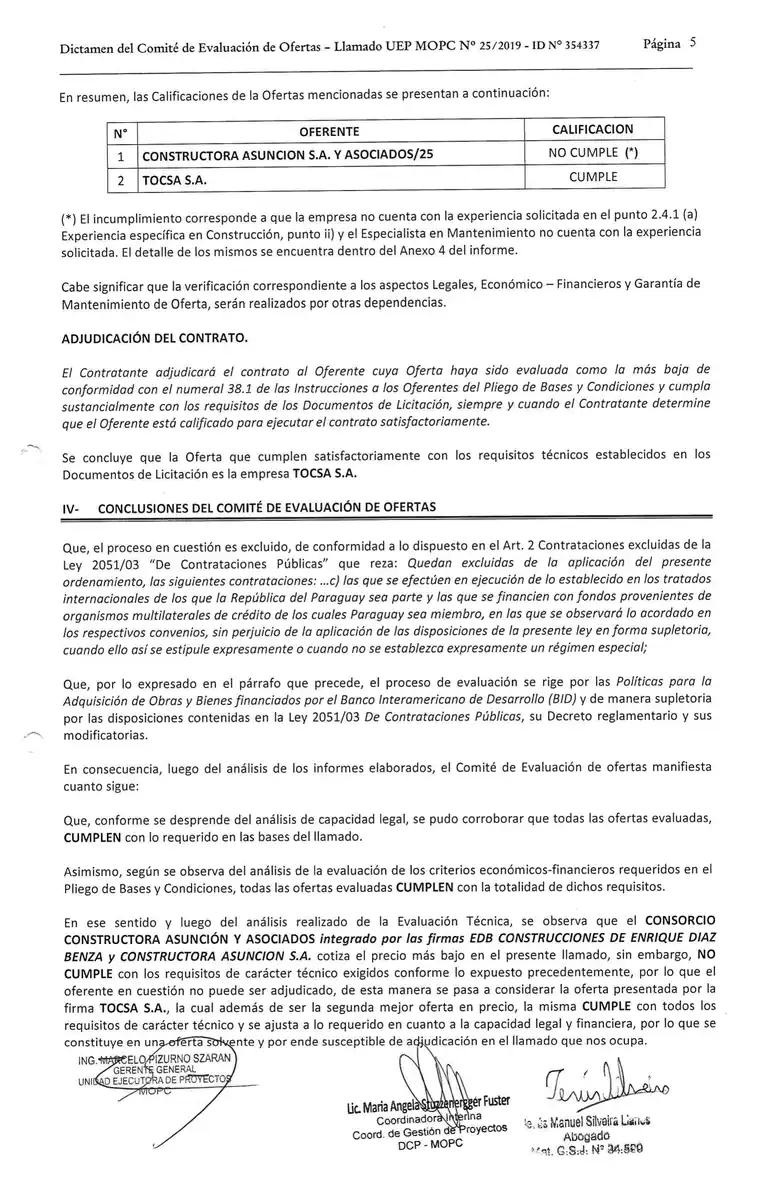 Dictamen del Comité de Evaluación de Ofertas – Llamado UEP MOPC Nº 25/2019 - ID Nº 354337 Página 5
En resumen, las Calificaciones de la Ofertas mencionadas se presentan a continuación:
N° OFERENTE CALIFICACION
1 CONSTRUCTORA ASUNCION S.A. Y ASOCIADOS/25 NO CUMPLE (*)
2 TOCSA S.A. CUMPLE
(*) El incumplimiento corresponde a que la empresa no cuenta con la experiencia solicitada en el punto 2.4.1 (a)
Experiencia específica en Construcción, punto ii) y el Especialista en Mantenimiento no cuenta con la experiencia
solicitada. El detalle de los mismos se encuentra dentro del Anexo 4 del informe.
Cabe significar que la verificación correspondiente a los aspectos Legales, Económico – Financieros y Garantía de
Mantenimiento de Oferta, serán realizados por otras dependencias.
ADJUDICACIÓN DEL CONTRATO.
El Contratante adjudicará el contrato al Oferente cuya Oferta haya sido evaluada como la más baja de
conformidad con el numeral 38.1 de las Instrucciones a los Oferentes del Pliego de Bases y Condiciones y cumpla
sustancialmente con los requisitos de los Documentos de Licitación, siempre y cuando el Contratante determine
que el Oferente está calificado para ejecutar el contrato satisfactoriamente.
Se concluye que la Oferta que cumplen satisfactoriamente con los requisitos técnicos establecidos en los
Documentos de Licitación es la empresa TOCSA S.A.
IV- CONCLUSIONES DEL COMITÉ DE EVALUACIÓN DE OFERTAS
Que, el proceso en cuestión es excluido, de conformidad a lo dispuesto en el Art. 2 Contrataciones excluidas de la
Ley 2051/03 "De Contrataciones Públicas" que reza: Quedan excluidas de la aplicación del presente
ordenamiento, las siguientes contrataciones: ...c) las que se efectúen en ejecución de lo establecido en los tratados
internacionales de los que la República del Paraguay sea parte y las que se financien con fondos provenientes de
organismos multilaterales de crédito de los cuales Paraguay sea miembro, en las que se observará lo acordado en
los respectivos convenios, sin perjuicio de la aplicación de las disposiciones de la presente ley en forma supletoria,
cuando ello así se estipule expresamente o cuando no se establezca expresamente un régimen especial;
Que, por lo expresado en el párrafo que precede, el proceso de evaluación se rige por las Políticas para la
Adquisición de Obras y Bienes financiados por el Banco Interamericano de Desarrollo (BID) y de manera supletoria
por las disposiciones contenidas en la Ley 2051/03 De Contrataciones Públicas, su Decreto reglamentario y sus
modificatorias.
En consecuencia, luego del análisis de los informes elaborados, el Comité de Evaluación de ofertas manifiesta
cuanto sigue:
Que, conforme se desprende del análisis de capacidad legal, se pudo corroborar que todas las ofertas evaluadas,
CUMPLEN con lo requerido en las bases del llamado.
Asimismo, según se observa del análisis de la evaluación de los criterios económicos-financieros requeridos en el
Pliego de Bases y Condiciones, todas las ofertas evaluadas CUMPLEN con la totalidad de dichos requisitos.
En ese sentido y luego del análisis realizado de la Evaluación Técnica, se observa que el CONSORCIO
CONSTRUCTORA ASUNCIÓN Y ASOCIADOS integrado por las firmas EDB CONSTRUCCIONES DE ENRIQUE DIAZ
BENZA y CONSTRUCTORA ASUNCION S.A. cotiza el precio más bajo en el presente llamado, sin embargo, NO
CUMPLE con los requisitos de carácter técnico exigidos conforme lo expuesto precedentemente, por lo que el
oferente en cuestión no puede ser adjudicado, de esta manera se pasa a considerar la oferta presentada por la
firma TOCSA S.A., la cual además de ser la segunda mejor oferta en precio, la misma CUMPLE con todos los
requisitos de carácter técnico y se ajusta a lo requerido en cuanto a la capacidad legal y financiera, por lo que se
constituye en una oferta solvente y por ende susceptible de adjudicación en el llamado que nos ocupa.
ING. MARCELO PIZURNO SZARAN
GERENTE GENERAL
UNIDAD EJECUTORA DE PROYECTOS
MOPC
Lic. Maria Angela Fuster
Coordinadora Interina
Coord. de Gestión de Proyectos
DCP - MOPC
Manuel Silveira
Abogado